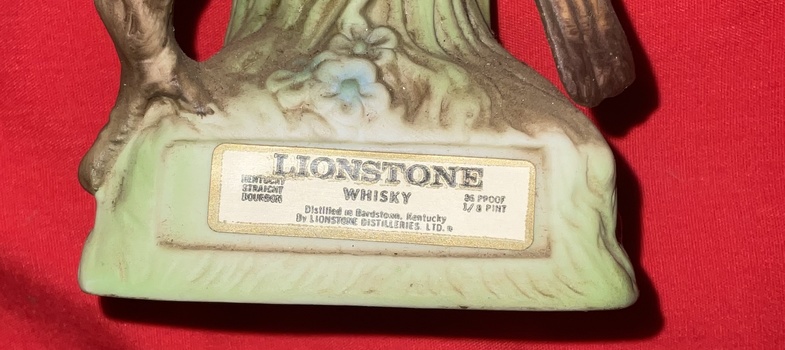 LIONSTONE
KENTUCKY
STRAIGHT
BOURBON
WHISKY
86 PROOF
1/8 PINT
Distilled in Bardstown, Kentucky
By LIONSTONE DISTILLERIES, LTD. ®